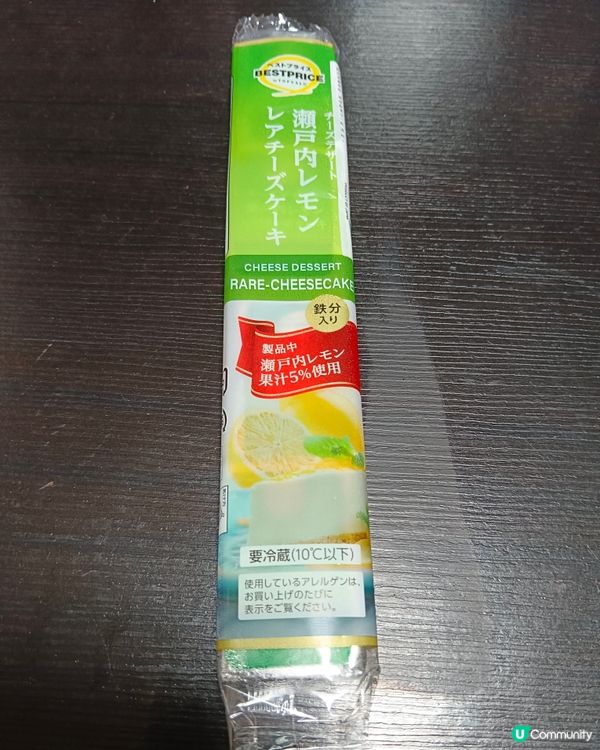 ベストプライス
BESTPRICE
by TOPVALU
チーズデザート
瀬戸内レモン
レアチーズケーキ
CHEESE DESSERT
RARE-CHEESECAKE
鉄分
入り
製品中
瀬戸内レモン
果汁5%使用
要冷蔵(10℃以下)
使用しているアレルゲンは、
お買い上げのたびに
表示をご覧ください。
U Community